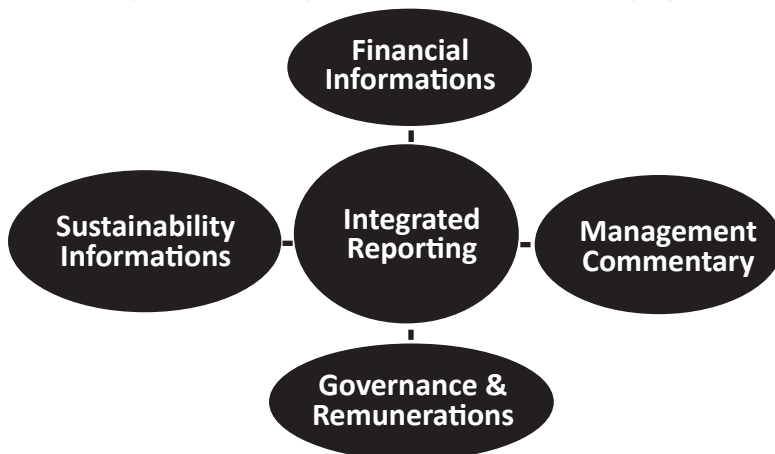 Financial
Informations
Sustainability
Informations
Integrated
Reporting
Management
Commentary
Governance &
Remunerations